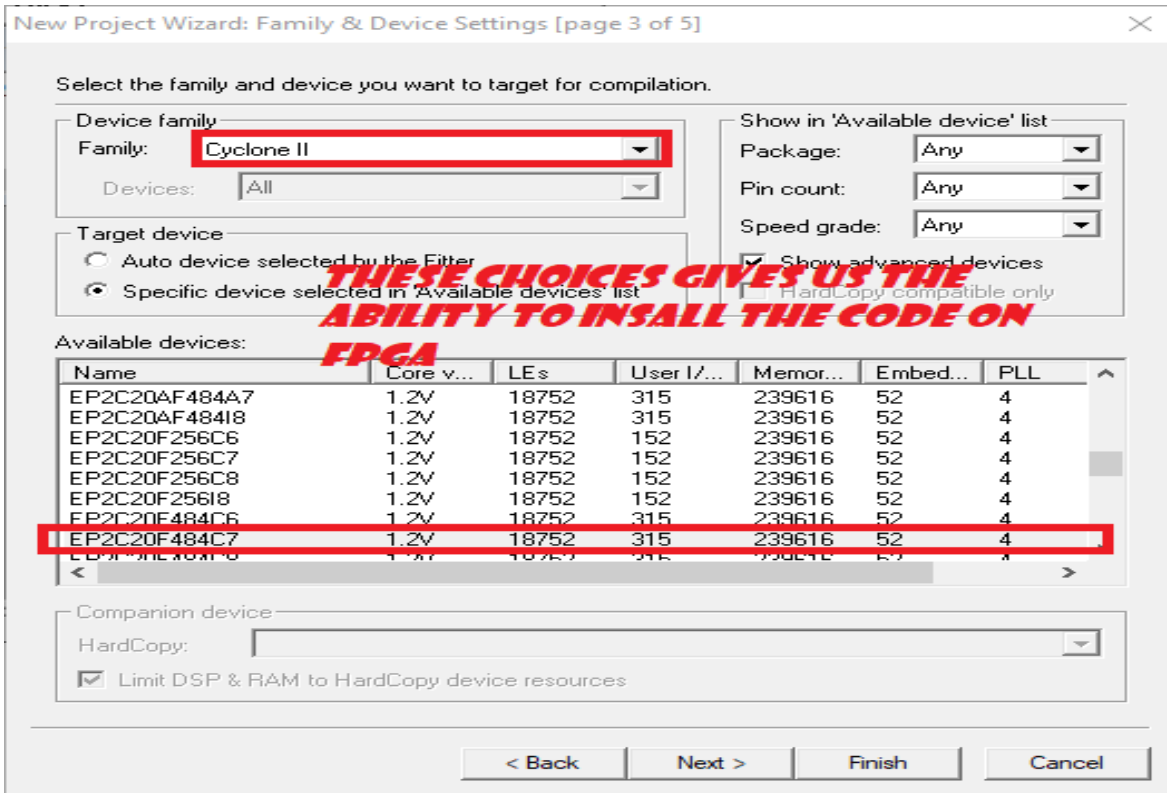 New Project Wizard: Family & Device Settings [page 3 of 5]
Select the family and device you want to target for compilation.
Device family
Family: Cyclone II
Devices: All
Show in 'Available device' list
Package: Any
Pin count: Any
Speed grade: Any
Show advanced devices
HardCopy compatible only
Target device
Auto device selected by the Fitter
Specific device selected in 'Available devices' list
THESE CHOICES GIVES US THE
ABILITY TO INSALL THE CODE ON
FPGA
Available devices:
Name Core v... LEs User I/... Memor... Embed... PLL
EP2C20AF484A7 1.2V 18752 315 239616 52 4
EP2C20AF484I8 1.2V 18752 315 239616 52 4
EP2C20F256C6 1.2V 18752 152 239616 52 4
EP2C20F256C7 1.2V 18752 152 239616 52 4
EP2C20F256C8 1.2V 18752 152 239616 52 4
EP2C20F256I8 1.2V 18752 152 239616 52 4
EP2C20F484C6 1.2V 18752 315 239616 52 4
EP2C20F484C7 1.2V 18752 315 239616 52 4
Companion device
HardCopy:
Limit DSP & RAM to HardCopy device resources
< Back Next > Finish Cancel